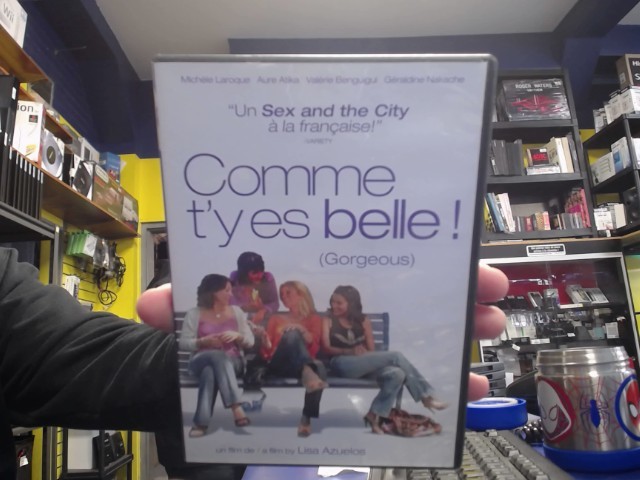 Michèle Laroque Aure Atika Valérie Benguigui Géraldine Nakache
"Un Sex and the City
à la française!"
(VARIETY)
Comme
t'y es belle !
(Gorgeous)
un film de · a film by Lisa Azuelos
Wii